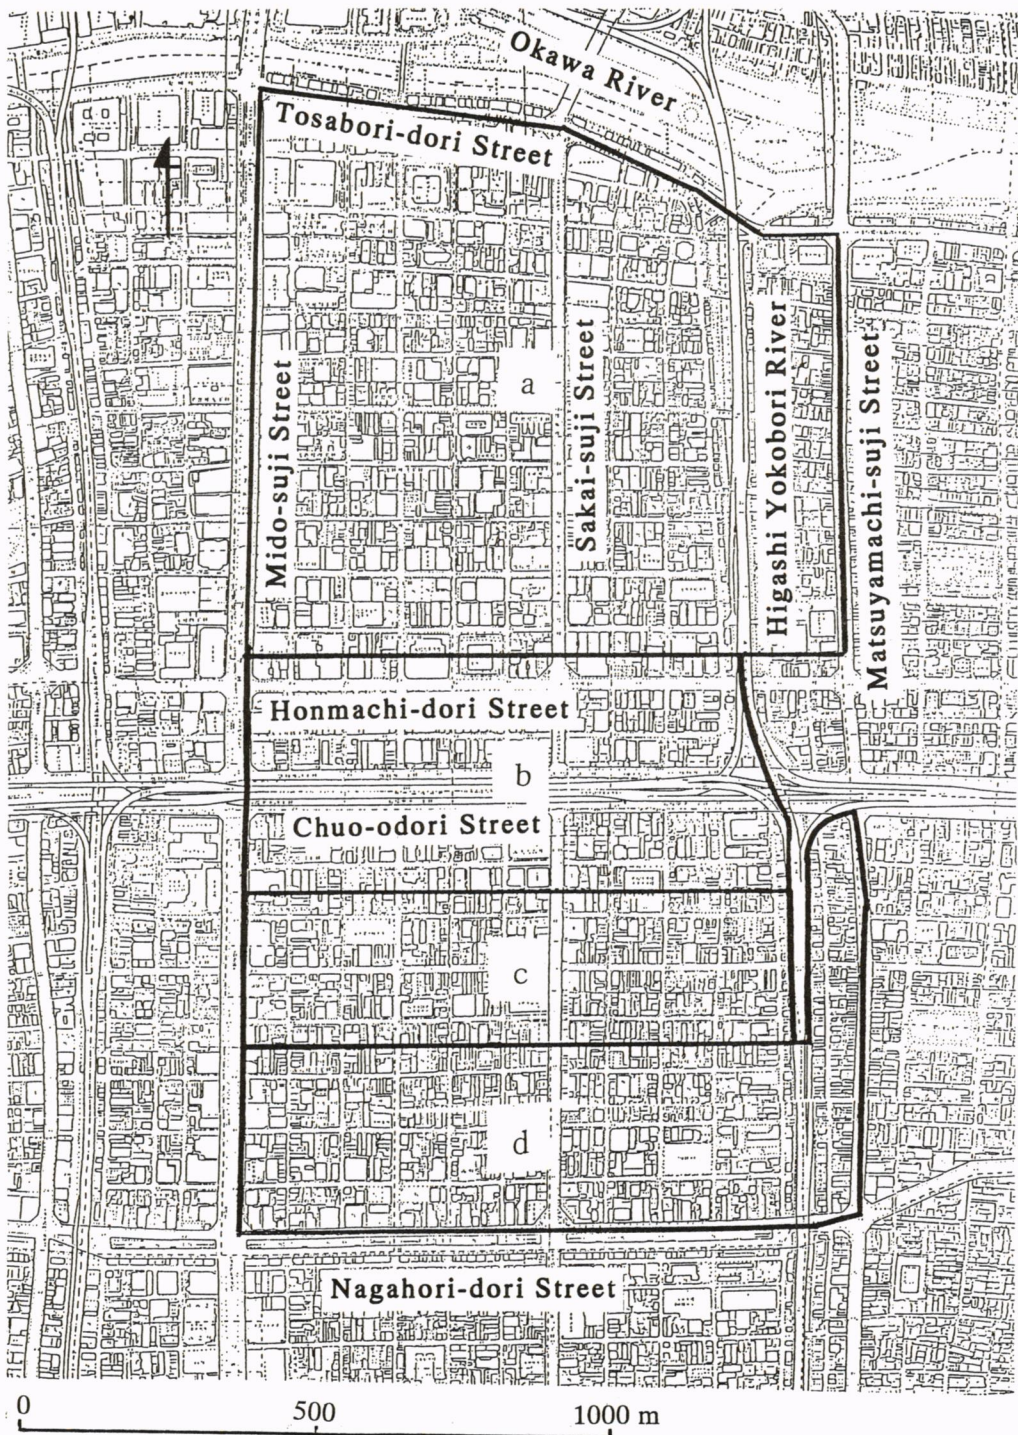 Okawa River
Tosabori-dori Street
Mido-suji Street
a
Sakai-suji Street
Higashi Yokobori River
Matsuyamachi-suji Street
Honmachi-dori Street
b
Chuo-odori Street
c
d
Nagahori-dori Street
0 500 1000 m